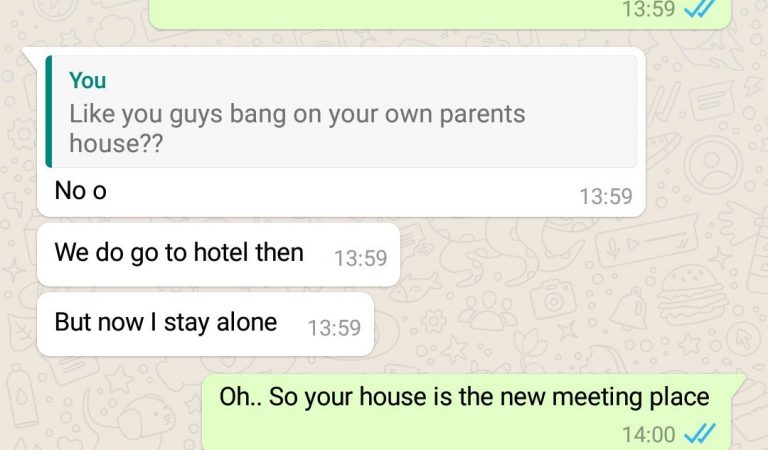 13:59
You
Like you guys bang on your own parents
house??
No o
13:59
We do go to hotel then
13:59
But now I stay alone
13:59
Oh.. So your house is the new meeting place
14:00